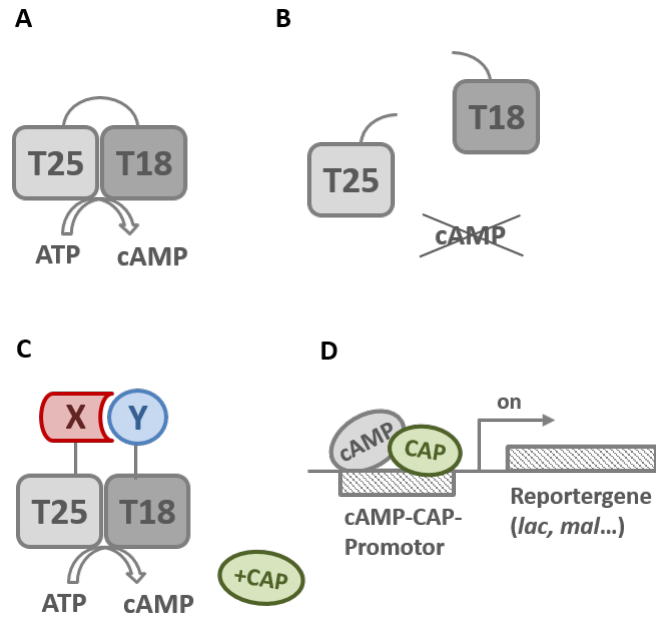 A
T25 T18
ATP cAMP
B
T25
T18
cAMP
C
X Y
T25 T18
ATP cAMP
+CAP
D
on
cAMP CAP
cAMP-CAP-
Promotor
Reportergene
(lac, mal...)